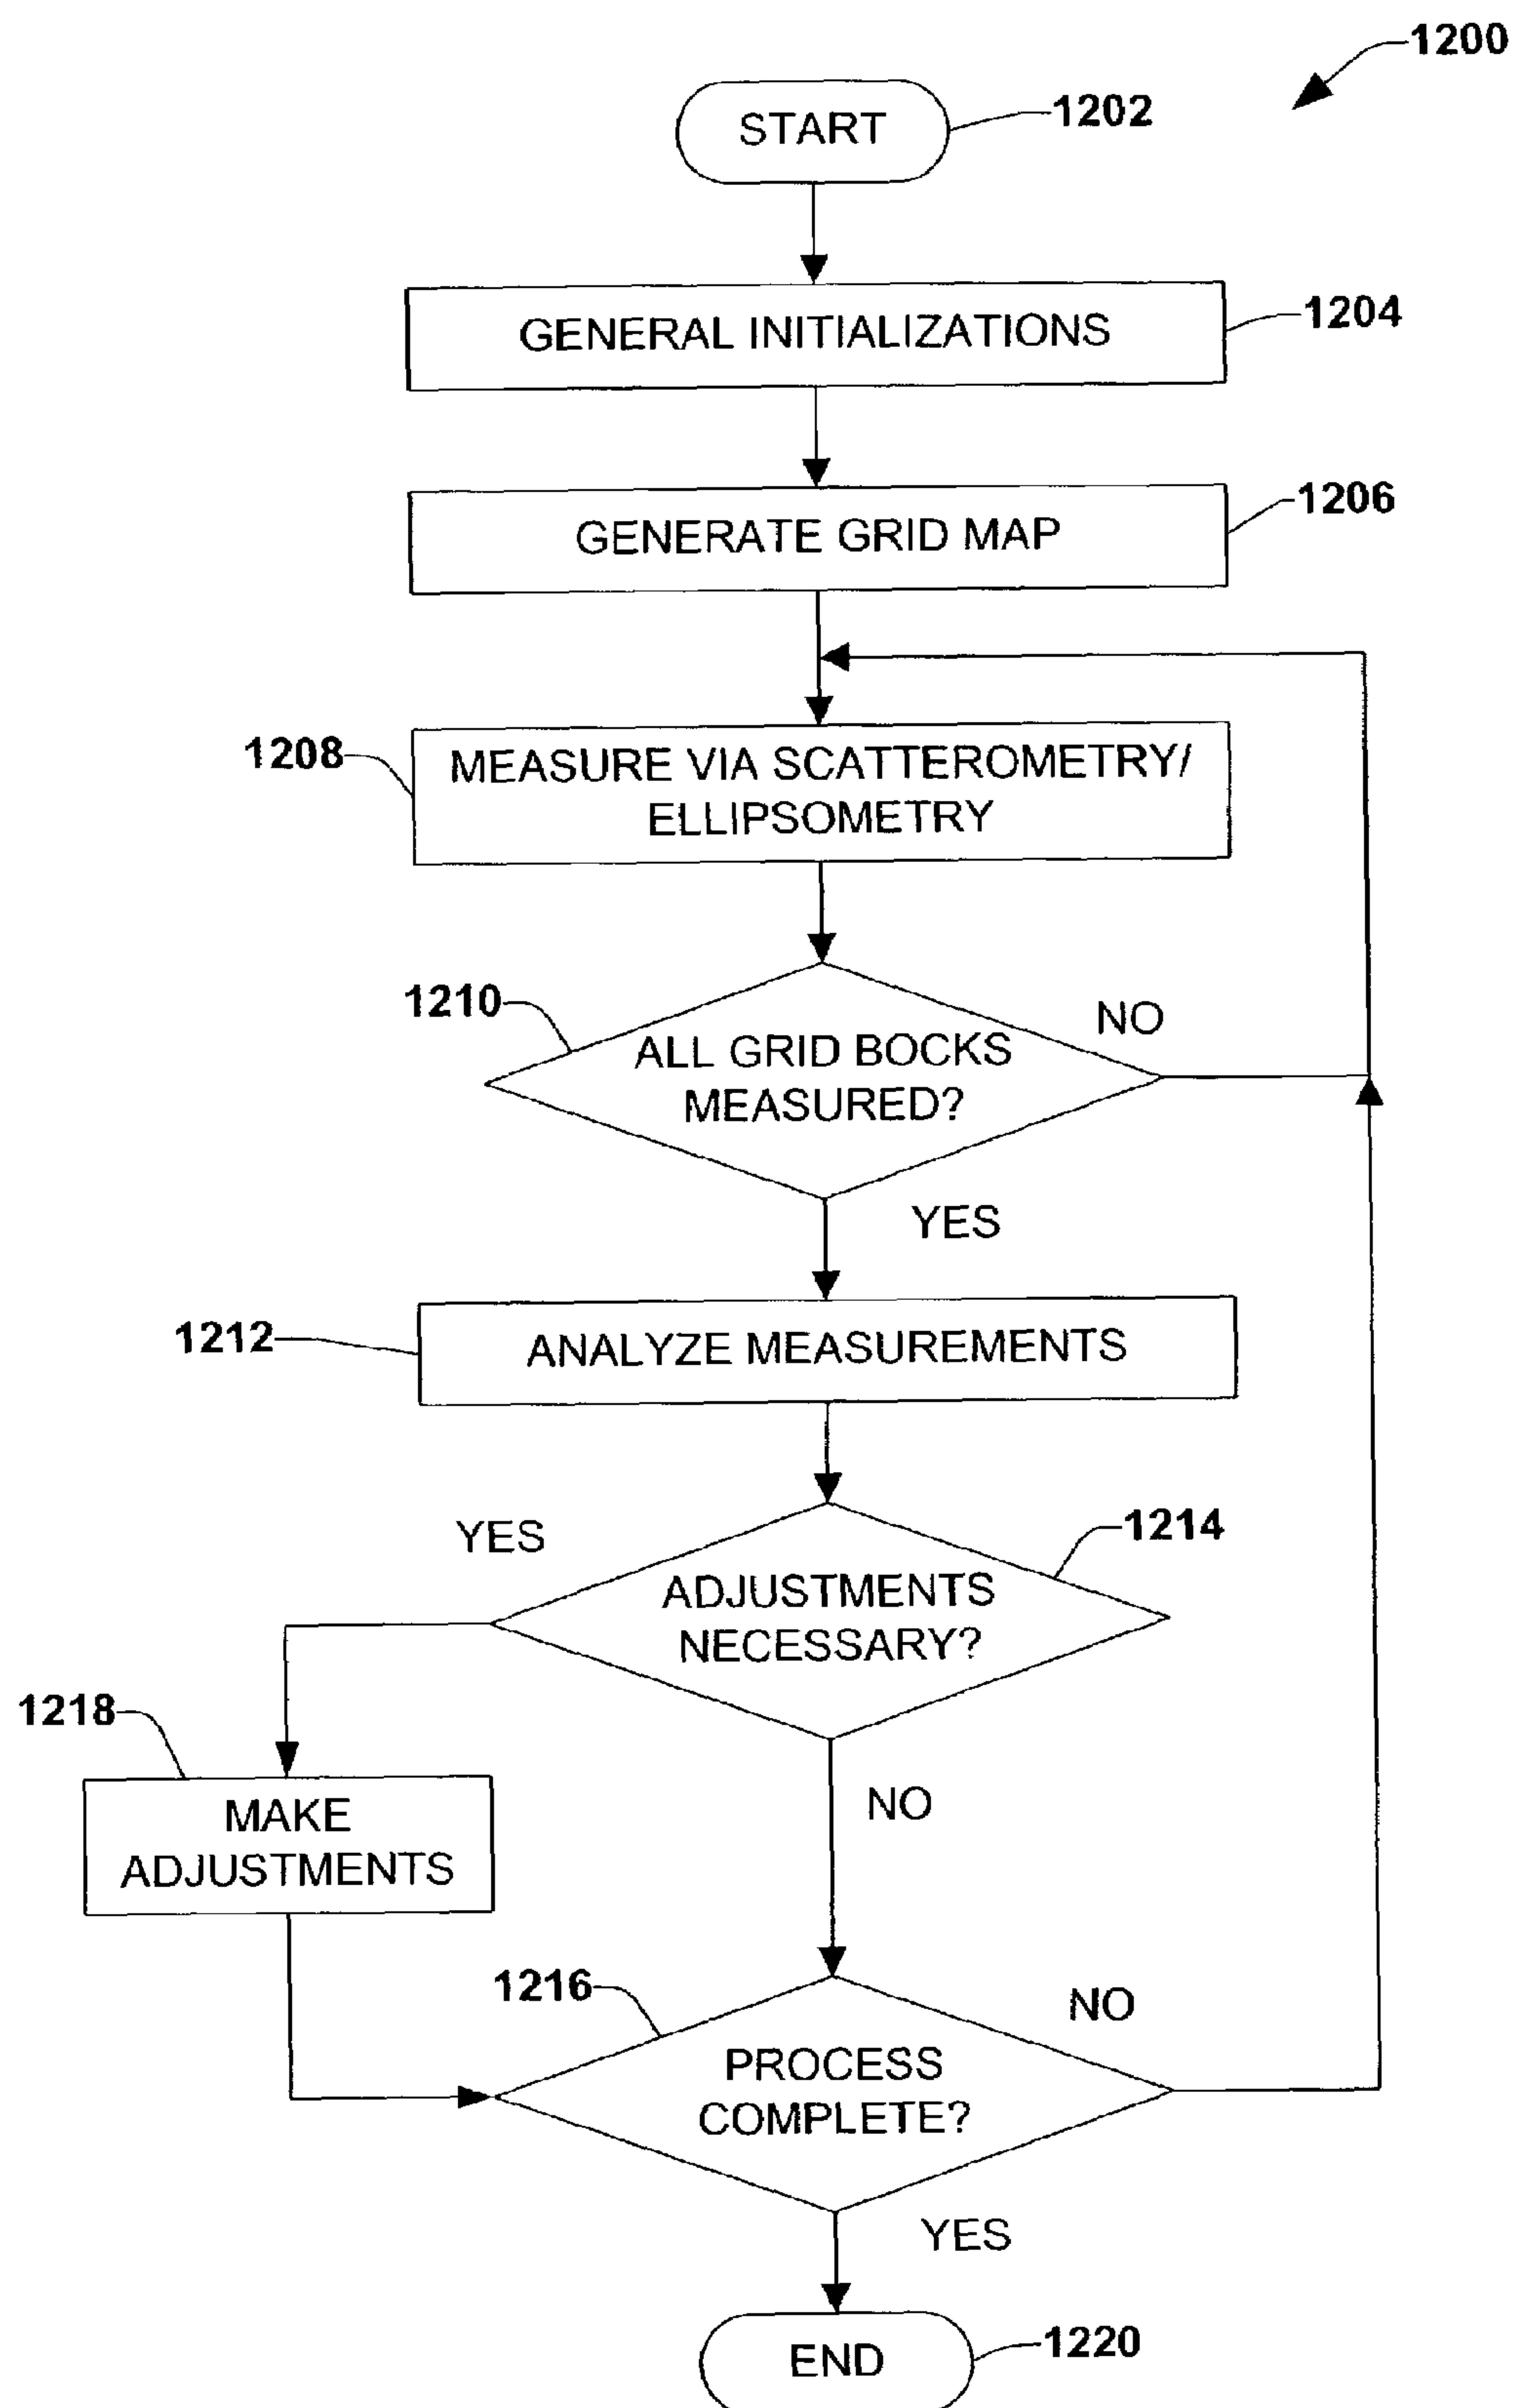 1200
START
1202
GENERAL INITIALIZATIONS
1204
GENERATE GRID MAP
1206
1208
MEASURE VIA SCATTEROMETRY/
ELLIPSOMETRY
1210
NO
ALL GRID BOCKS
MEASURED?
YES
1212
ANALYZE MEASUREMENTS
YES
1214
ADJUSTMENTS
NECESSARY?
1218
MAKE
ADJUSTMENTS
NO
1216
NO
PROCESS
COMPLETE?
YES
END
1220